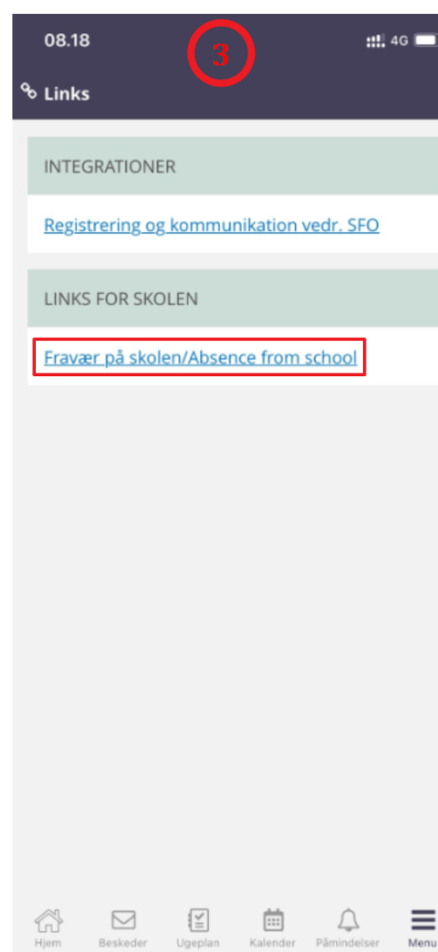 08.18
3
4G
Links
INTEGRATIONER
Registrering og kommunikation vedr. SFO
LINKS FOR SKOLEN
Fravær på skolen/Absence from school
Hjem Beskeder Ugeplan Kalender Påmindelser Menu